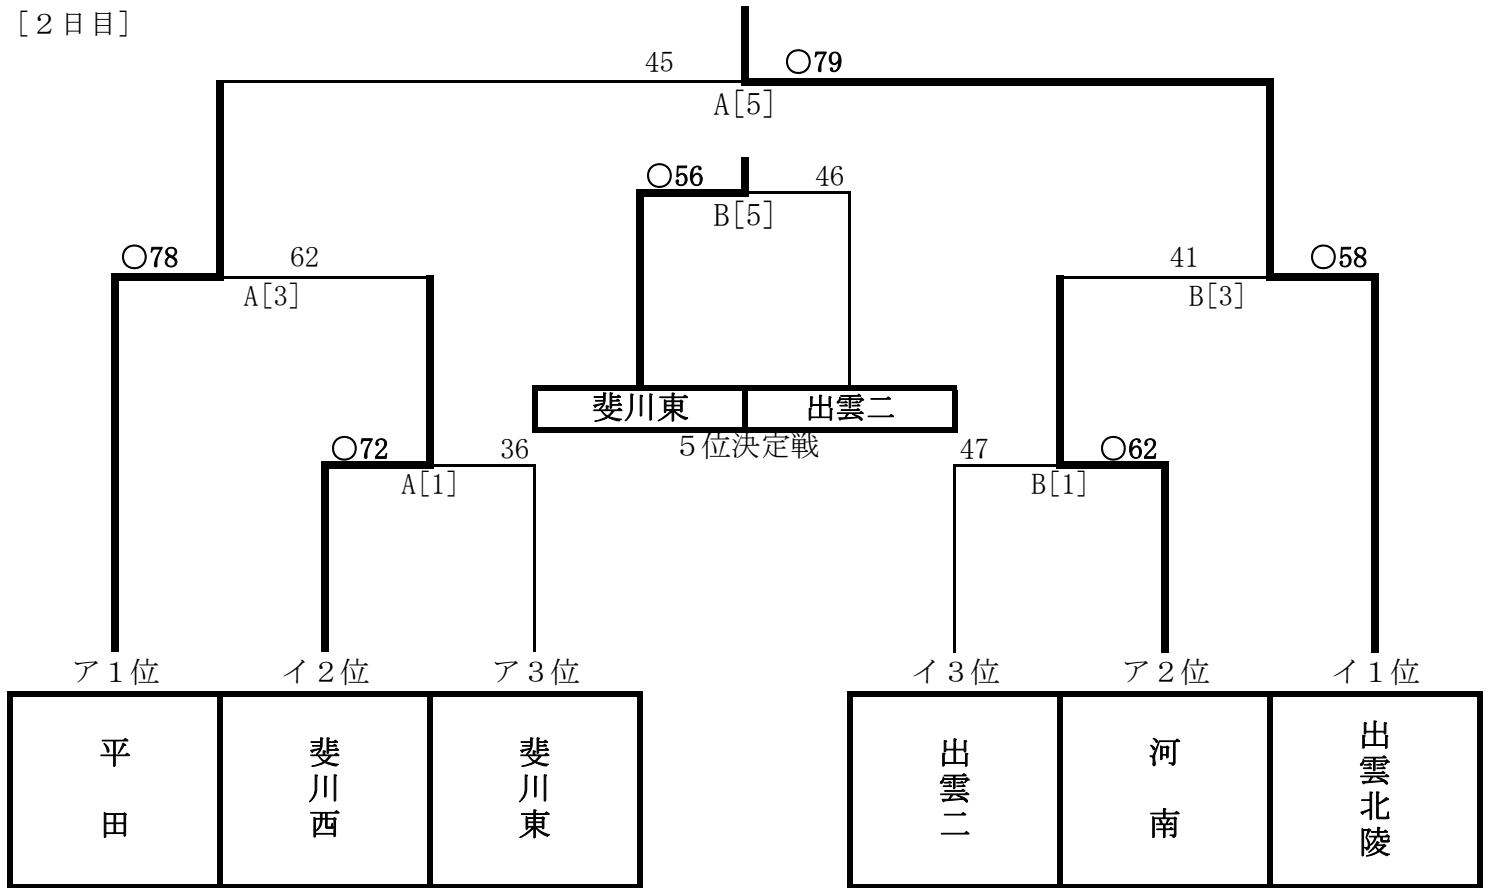 [２日目]
45 ○79
A[5]
○56 46
B[5]
○78 62
A[3]
41 ○58
B[3]
斐川東 出雲二
５位決定戦
○72 36
A[1]
47 ○62
B[1]
ア１位 イ２位 ア３位 イ３位 ア２位 イ１位
平田 斐川西 斐川東 出雲二 河南 出雲北陵